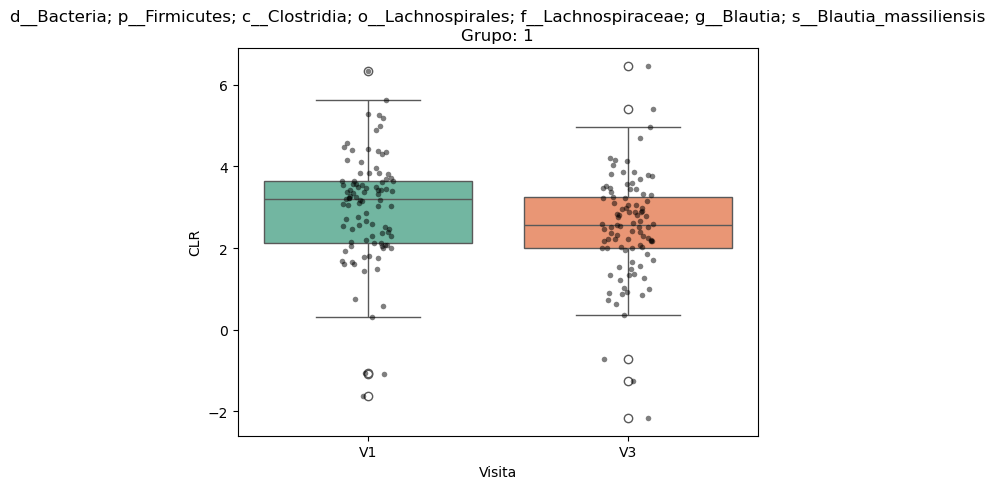 d__Bacteria; p__Firmicutes; c__Clostridia; o__Lachnospirales; f__Lachnospiraceae; g__Blautia; s__Blautia_massiliensis
Grupo: 1
6
4
2
0
−2
CLR
V1 V3
Visita